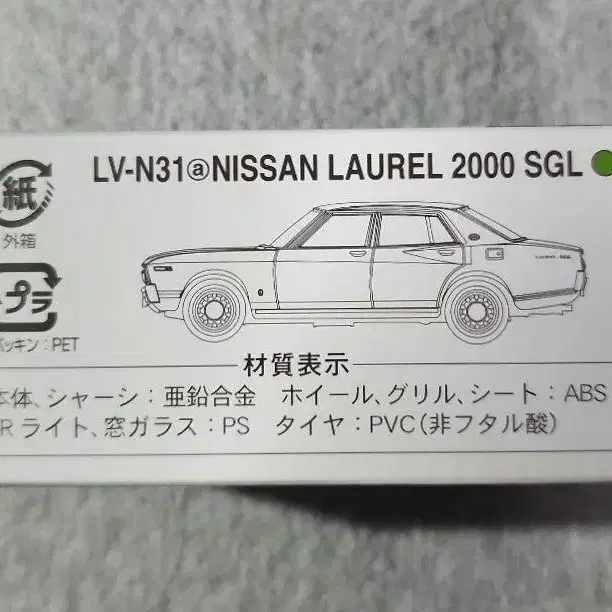 LV-N31ⓐNISSAN LAUREL 2000 SGL
紙
外箱
プラ
パッキン：PET
材質表示
本体、シャーシ：亜鉛合金 ホイール、グリル、シート：ABS
Rライト、窓ガラス：PS タイヤ：PVC(非フタル酸)